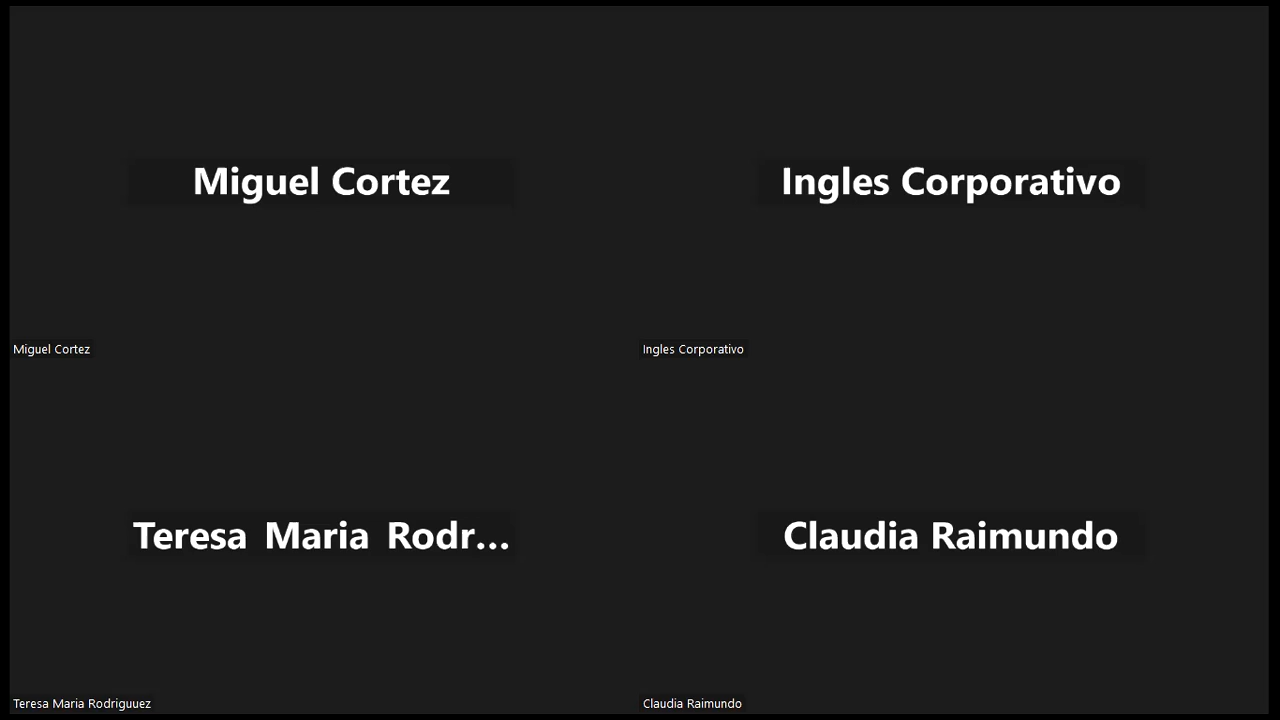 Miguel Cortez
Ingles Corporativo
Miguel Cortez
Ingles Corporativo
Teresa Maria Rodr...
Claudia Raimundo
Teresa Maria Rodriguuez
Claudia Raimundo